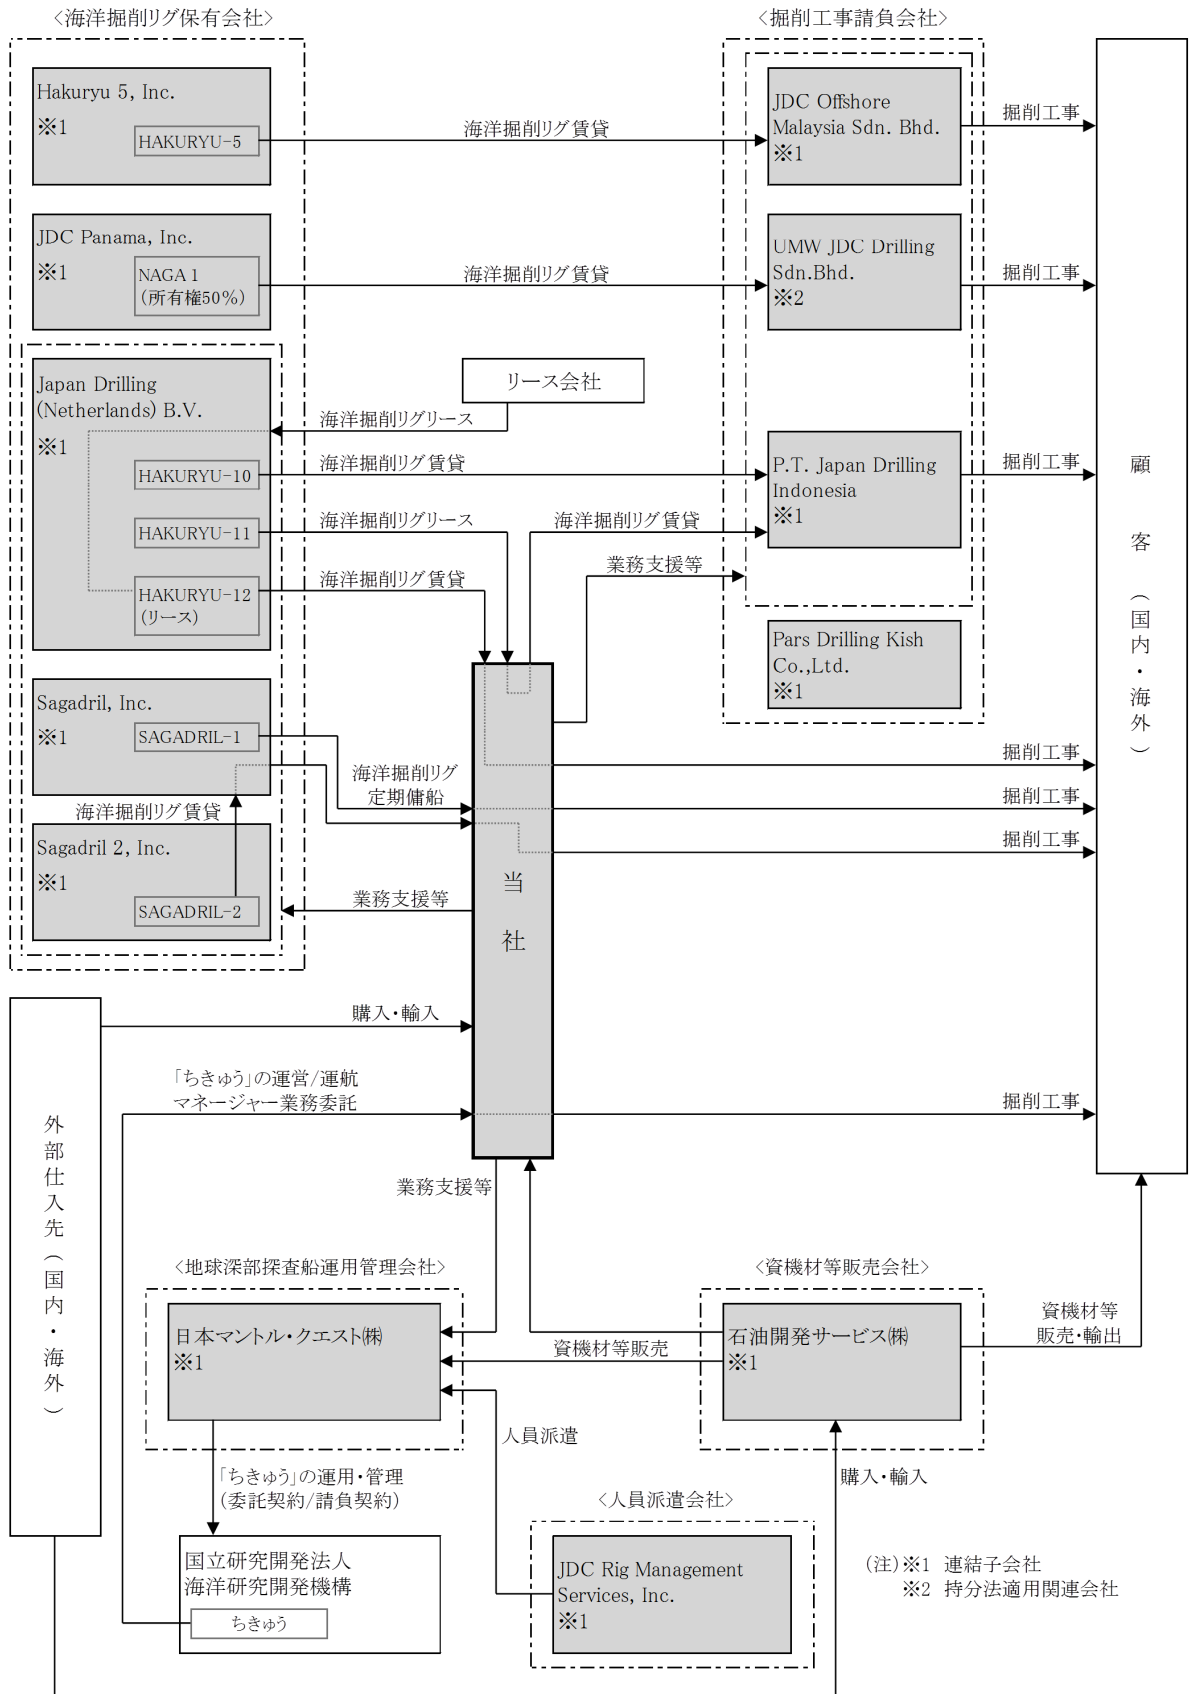 <海洋掘削リグ保有会社>
<掘削工事請負会社>
Hakuryu 5, Inc.
※1
HAKURYU-5
海洋掘削リグ賃貸
JDC Offshore
Malaysia Sdn. Bhd.
※1
掘削工事
JDC Panama, Inc.
※1
NAGA 1
(所有権50%)
海洋掘削リグ賃貸
UMW JDC Drilling
Sdn.Bhd.
※2
掘削工事
Japan Drilling
(Netherlands) B.V.
※1
リース会社
海洋掘削リグリース
HAKURYU-10
海洋掘削リグ賃貸
P.T. Japan Drilling
Indonesia
※1
掘削工事
HAKURYU-11
海洋掘削リグリース
海洋掘削リグ賃貸
HAKURYU-12
(リース)
海洋掘削リグ賃貸
業務支援等
Pars Drilling Kish
Co.,Ltd.
※1
顧客(国内・海外)
Sagadril, Inc.
※1
SAGADRIL-1
海洋掘削リグ
定期傭船
掘削工事
掘削工事
掘削工事
海洋掘削リグ賃貸
Sagadril 2, Inc.
※1
SAGADRIL-2
業務支援等
当社
購入・輸入
「ちきゅう」の運営/運航
マネージャー業務委託
掘削工事
外部仕入先(国内・海外)
業務支援等
<地球深部探査船運用管理会社>
<資機材等販売会社>
日本マントル・クエスト㈱
※1
資機材等販売
石油開発サービス㈱
※1
資機材等
販売・輸出
人員派遣
「ちきゅう」の運用・管理
(委託契約/請負契約)
購入・輸入
<人員派遣会社>
国立研究開発法人
海洋研究開発機構
ちきゅう
JDC Rig Management
Services, Inc.
※1
(注)※1 連結子会社
※2 持分法適用関連会社